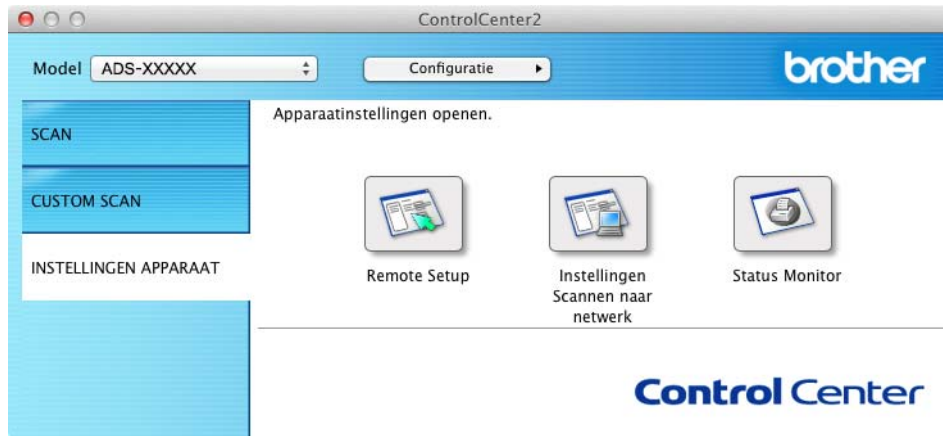 ControlCenter2
Model ADS-XXXXX Configuratie brother
SCAN
CUSTOM SCAN
INSTELLINGEN APPARAAT
Apparaatinstellingen openen.
Remote Setup
Instellingen
Scannen naar
netwerk
Status Monitor
Control Center